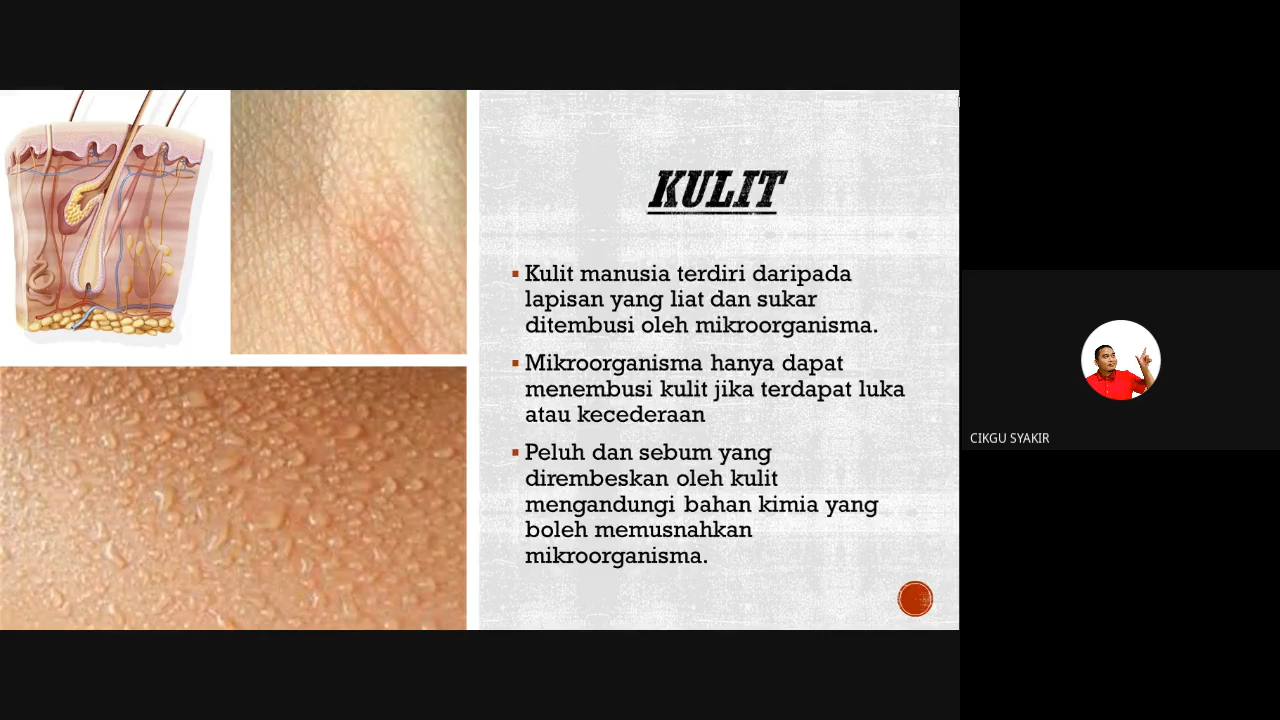 KULIT
Kulit manusia terdiri daripada
lapisan yang liat dan sukar
ditembusi oleh mikroorganisma.
Mikroorganisma hanya dapat
menembusi kulit jika terdapat luka
atau kecederaan
Peluh dan sebum yang
dirembeskan oleh kulit
mengandungi bahan kimia yang
boleh memusnahkan
mikroorganisma.
CIKGU SYAKIR